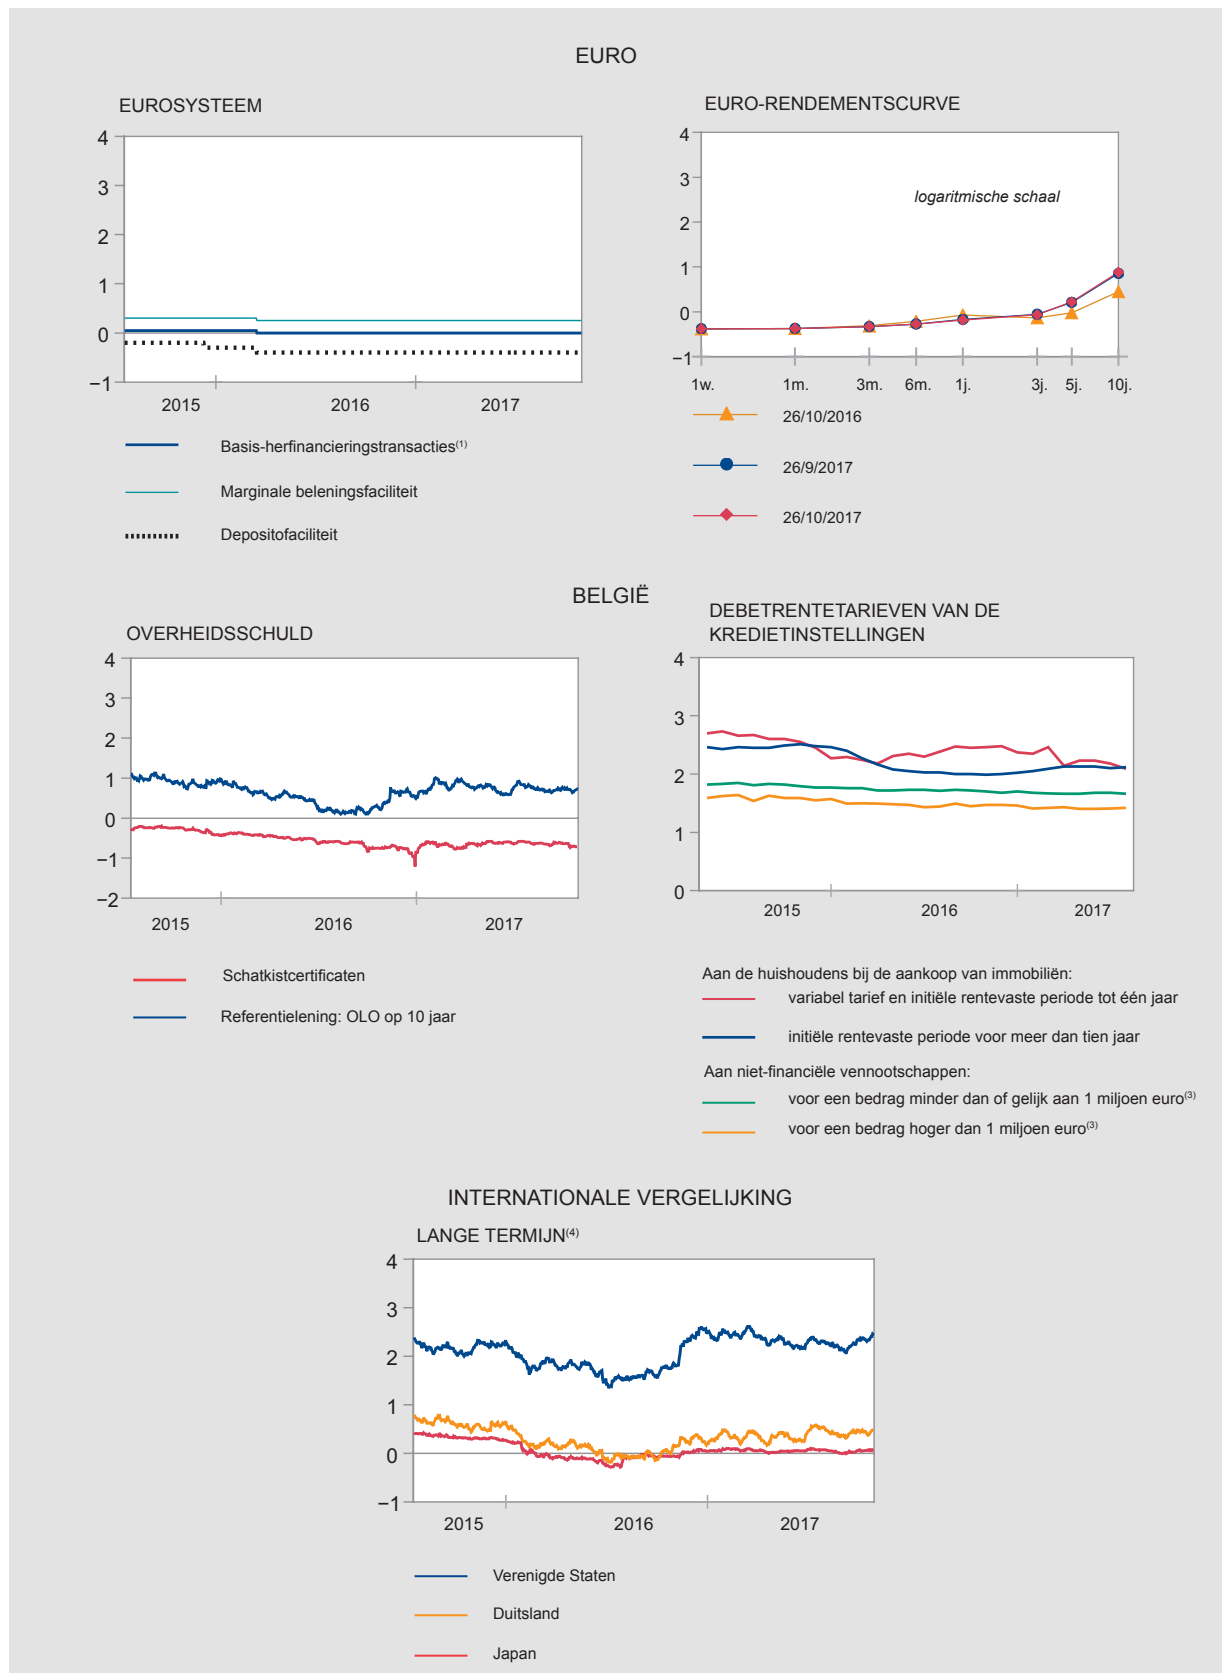 EURO
EUROSYSTEEM
4
3
2
1
0
−1
2015 2016 2017
Basis-herfinancieringstransacties(1)
Marginale beleningsfaciliteit
Depositofaciliteit
EURO-RENDEMENTSCURVE
4
3
2
1
0
−1
logaritmische schaal
1w. 1m. 3m. 6m. 1j. 3j. 5j. 10j.
26/10/2016
26/9/2017
26/10/2017
BELGIË
OVERHEIDSSCHULD
4
3
2
1
0
−1
−2
2015 2016 2017
Schatkistcertificaten
Referentielening: OLO op 10 jaar
DEBETRENTETARIEVEN VAN DE
KREDIETINSTELLINGEN
4
3
2
1
0
2015 2016 2017
Aan de huishoudens bij de aankoop van immobiliën:
variabel tarief en initiële rentevaste periode tot één jaar
initiële rentevaste periode voor meer dan tien jaar
Aan niet-financiële vennootschappen:
voor een bedrag minder dan of gelijk aan 1 miljoen euro(3)
voor een bedrag hoger dan 1 miljoen euro(3)
INTERNATIONALE VERGELIJKING
LANGE TERMIJN(4)
4
3
2
1
0
−1
2015 2016 2017
Verenigde Staten
Duitsland
Japan